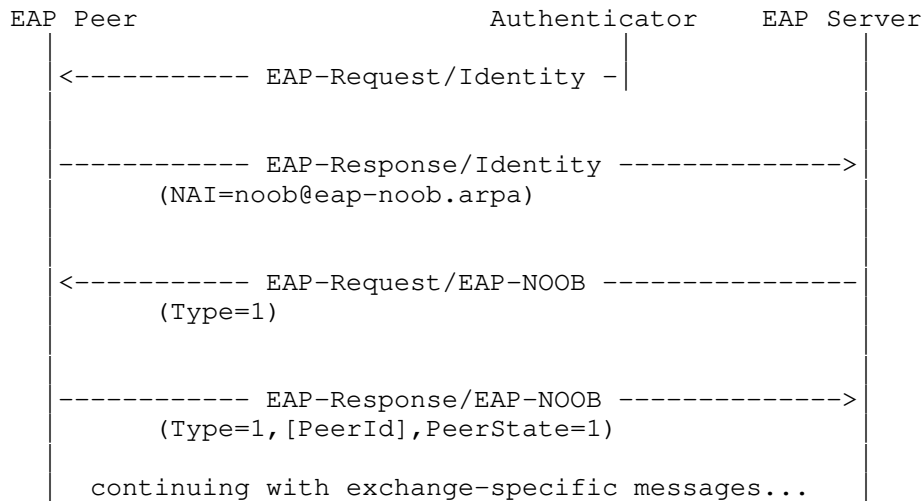 EAP Peer Authenticator EAP Server
<----------- EAP-Request/Identity -
------------ EAP-Response/Identity -------------->
(NAI=noob@eap-noob.arpa)
<----------- EAP-Request/EAP-NOOB ----------------
(Type=1)
------------ EAP-Response/EAP-NOOB -------------->
(Type=1,[PeerId],PeerState=1)
continuing with exchange-specific messages...